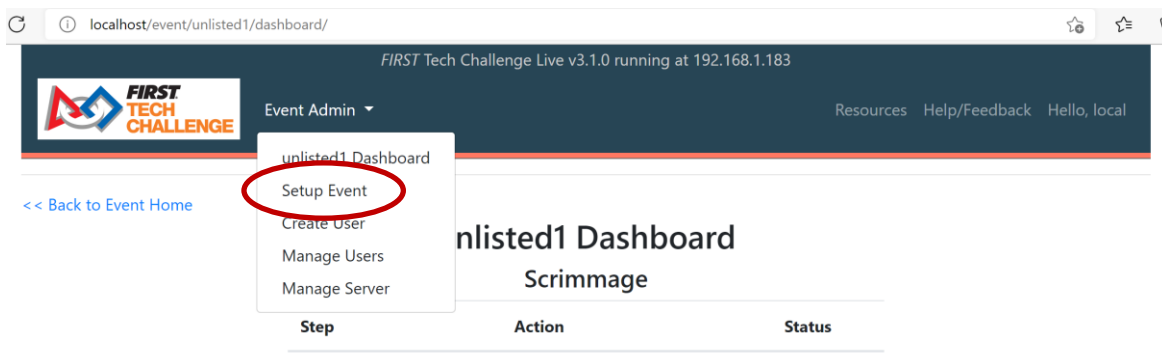 localhost/event/unlisted1/dashboard/
FIRST Tech Challenge Live v3.1.0 running at 192.168.1.183
FIRST
TECH
CHALLENGE
Event Admin
Resources Help/Feedback Hello, local
unlisted1 Dashboard
Setup Event
<< Back to Event Home
Create User
nlisted1 Dashboard
Manage Users
Scrimmage
Manage Server
Step Action Status